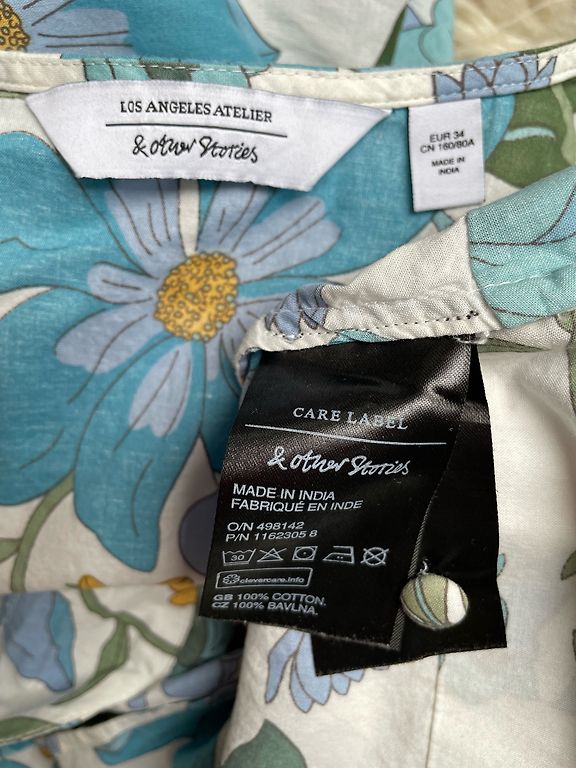 LOS ANGELES ATELIER
& other Stories
EUR 34
CN 160/80A
MADE IN
INDIA
CARE LABEL
& other Stories
MADE IN INDIA
FABRIQUÉ EN INDE
O/N 498142
P/N 1162305 8
30
clevercare.info
GB 100% COTTON.
CZ 100% BAVLNA.